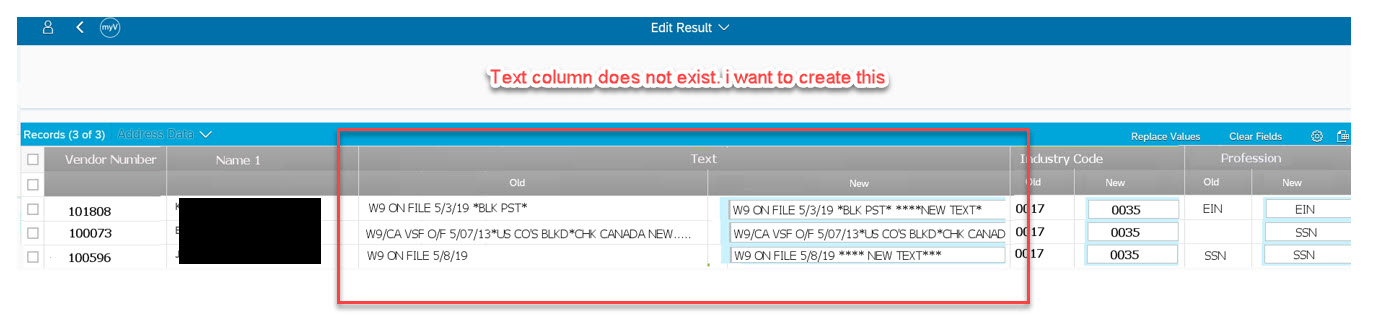 myV Edit Result
Text column does not exist. i want to create this
Records (3 of 3) Address Data Replace Values Clear Fields
Vendor Number Name 1 Text Industry Code Profession
Old New Old New Old New
101808 W9 ON FILE 5/3/19 *BLK PST* W9 ON FILE 5/3/19 *BLK PST* ****NEW TEXT* 0017 0035 EIN EIN
100073 W9/CA VSF O/F 5/07/13*US CO'S BLKD*CHK CANADA NEW..... W9/CA VSF O/F 5/07/13*US CO'S BLKD*CHK CANAD 0017 0035 SSN
100596 W9 ON FILE 5/8/19 W9 ON FILE 5/8/19 **** NEW TEXT*** 0017 0035 SSN SSN